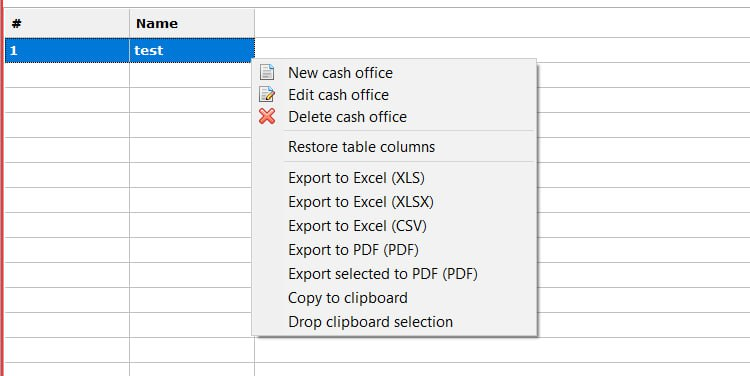 # Name
1 test
New cash office
Edit cash office
Delete cash office
Restore table columns
Export to Excel (XLS)
Export to Excel (XLSX)
Export to Excel (CSV)
Export to PDF (PDF)
Export selected to PDF (PDF)
Copy to clipboard
Drop clipboard selection